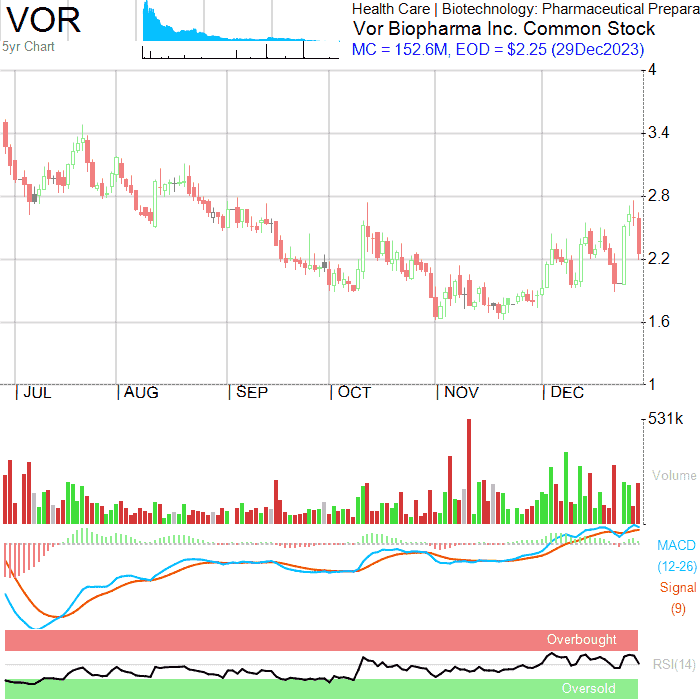 VOR
5yr Chart
Health Care | Biotechnology: Pharmaceutical Prepara
Vor Biopharma Inc. Common Stock
MC = 152.6M, EOD = $2.25 (29Dec2023)
4
3.4
2.8
2.2
1.6
1
JUL AUG SEP OCT NOV DEC
531k
Volume
MACD
(12-26)
Signal
(9)
Overbought
RSI(14)
Oversold